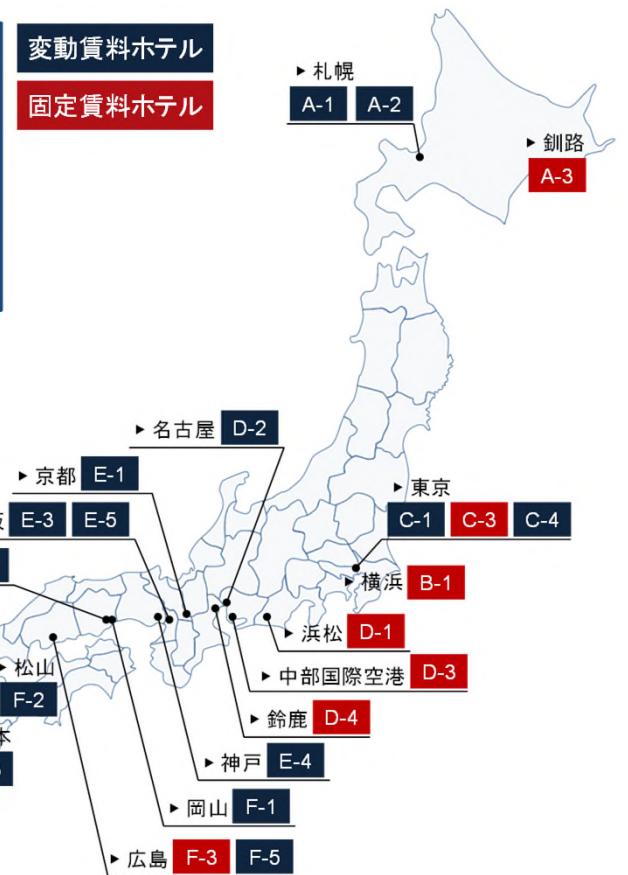 変動賃料ホテル
固定賃料ホテル
▶ 札幌
A-1 A-2
▶ 釧路
A-3
▶ 名古屋 D-2
▶ 京都 E-1
E-3 E-5
▶ 東京
C-1 C-3 C-4
▶ 横浜 B-1
▶ 浜松 D-1
▶ 松山
F-2
▶ 中部国際空港 D-3
▶ 鈴鹿 D-4
本
▶ 神戸 E-4
▶ 岡山 F-1
▶ 広島 F-3 F-5